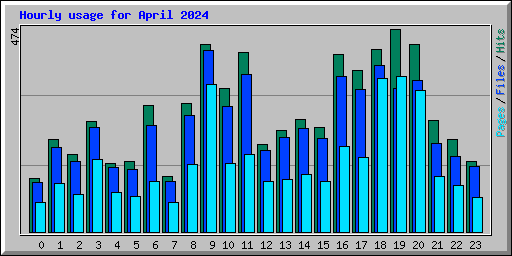 Hourly usage for April 2024
474
Pages / Files / Hits
0 1 2 3 4 5 6 7 8 9 10 11 12 13 14 15 16 17 18 19 20 21 22 23